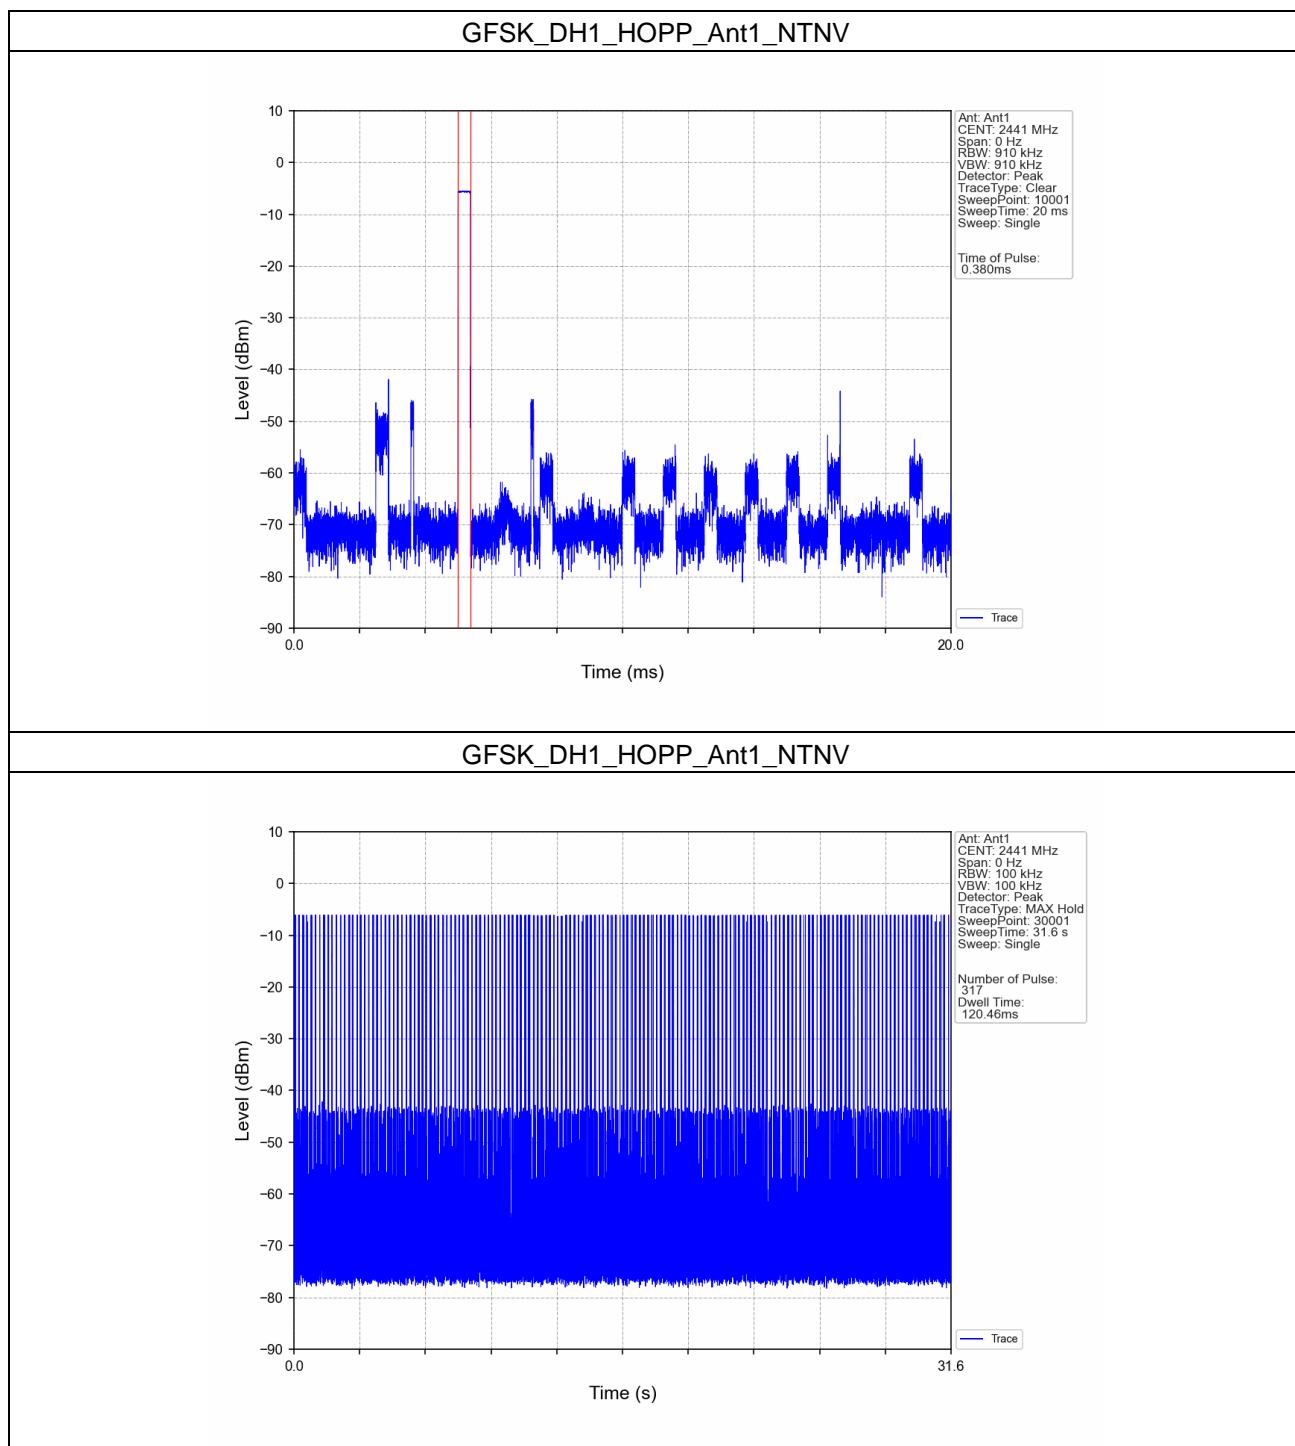 GFSK_DH1_HOPP_Ant1_NTNV
10
0
−10
−20
−30
−40
−50
−60
−70
−80
−90
Level (dBm)
0.0
20.0
Time (ms)
Ant: Ant1
CENT: 2441 MHz
Span: 0 Hz
RBW: 910 kHz
VBW: 910 kHz
Detector: Peak
TraceType: Clear
SweepPoint: 10001
SweepTime: 20 ms
Sweep: Single
Time of Pulse:
0.380ms
Trace
GFSK_DH1_HOPP_Ant1_NTNV
10
0
−10
−20
−30
−40
−50
−60
−70
−80
−90
Level (dBm)
0.0
31.6
Time (s)
Ant: Ant1
CENT: 2441 MHz
Span: 0 Hz
RBW: 100 kHz
VBW: 100 kHz
Detector: Peak
TraceType: MAX Hold
SweepPoint: 30001
SweepTime: 31.6 s
Sweep: Single
Number of Pulse:
317
Dwell Time:
120.46ms
Trace